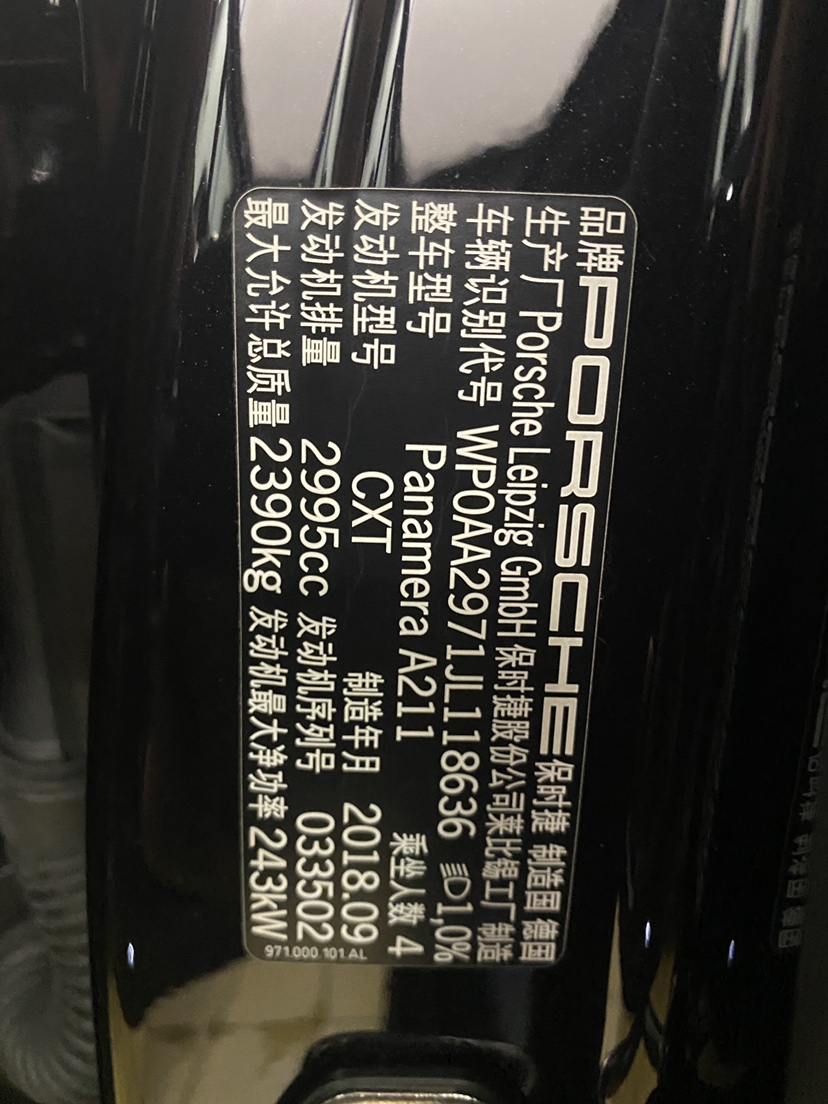 品牌 PORSCHE 保时捷 制造国 德国
生产厂 Porsche Leipzig GmbH 保时捷股份公司莱比锡工厂制造
车辆识别代号 WP0AA2971JL118636 1,0%
整车型号 Panamera A211 乘坐人数 4
发动机型号 CXT 制造年月 2018.09
发动机排量 2995cc 发动机序列号 033502
最大允许总质量 2390kg 发动机最大净功率 243kW
971.000.101.AL